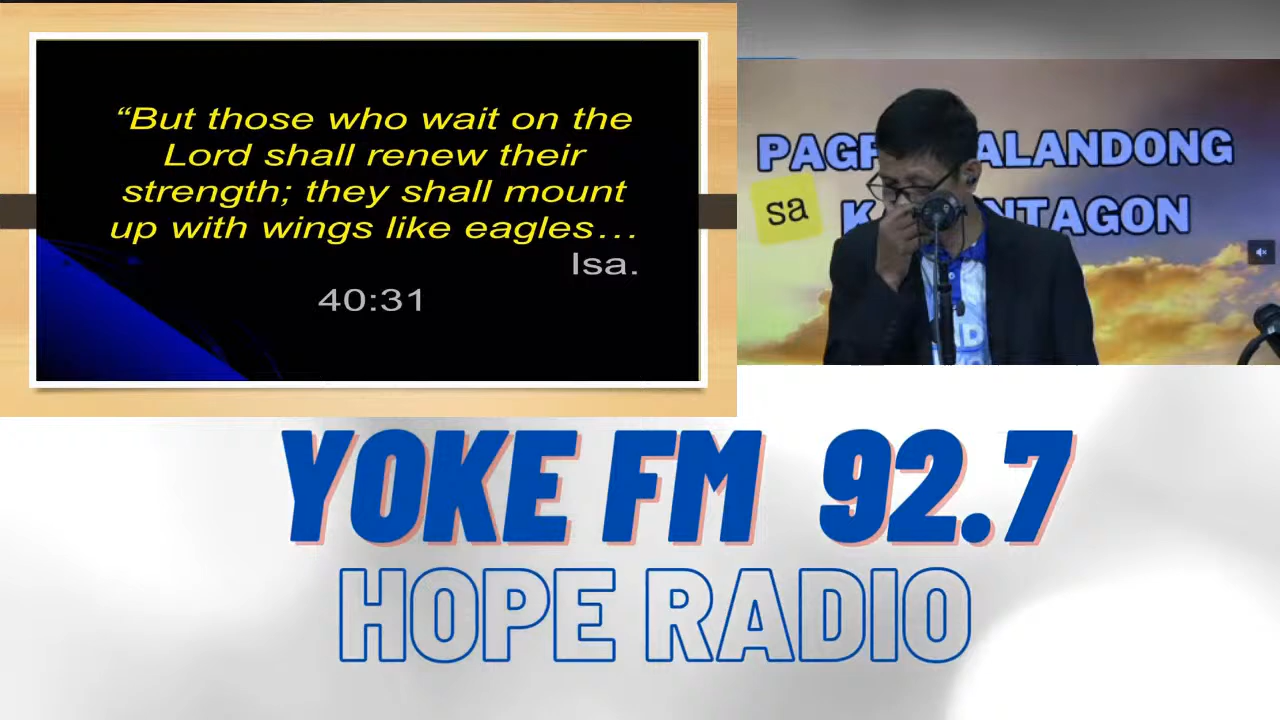 “But those who wait on the
Lord shall renew their
strength; they shall mount
up with wings like eagles…
Isa.
40:31
sa
YOKE FM 92.7
HOPE RADIO